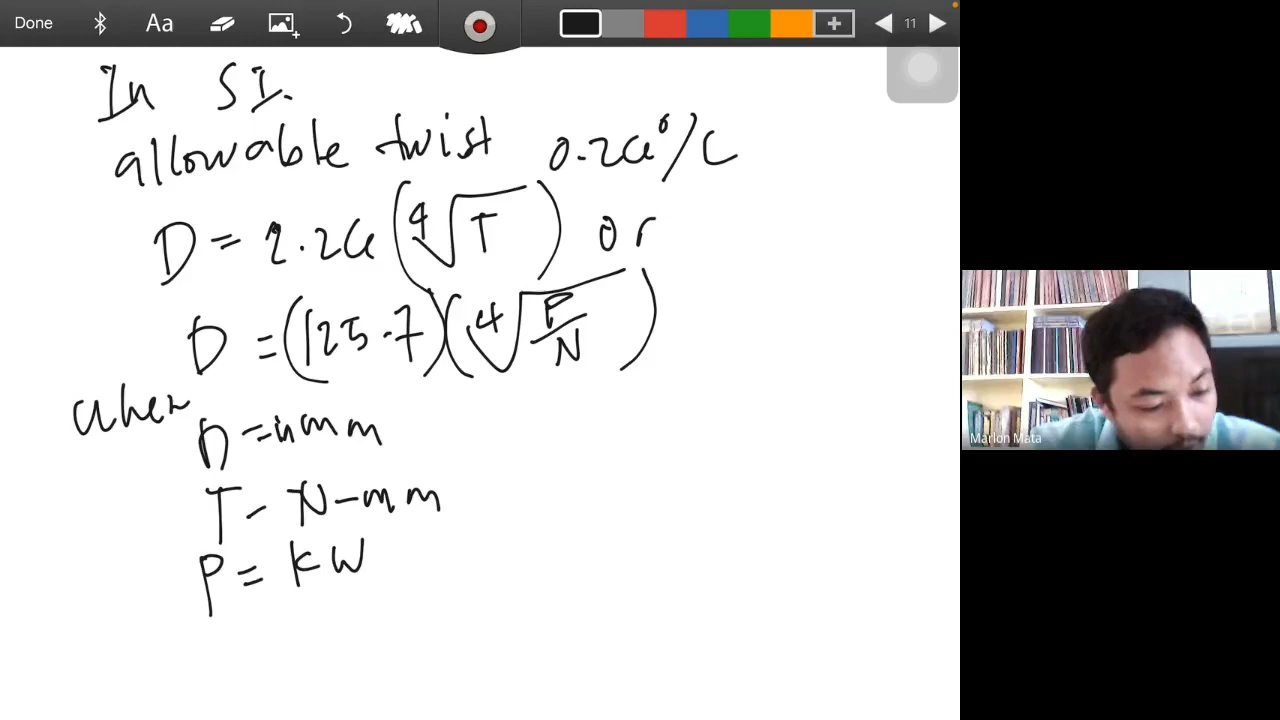 Done Aa 11
In SI.
allowable twist 0.26°/
D = 2.26 (⁴√T) or
D = (125.7)(⁴√P/N)
when
D = in mm
T = N-mm
P = kW
Marlon Mata